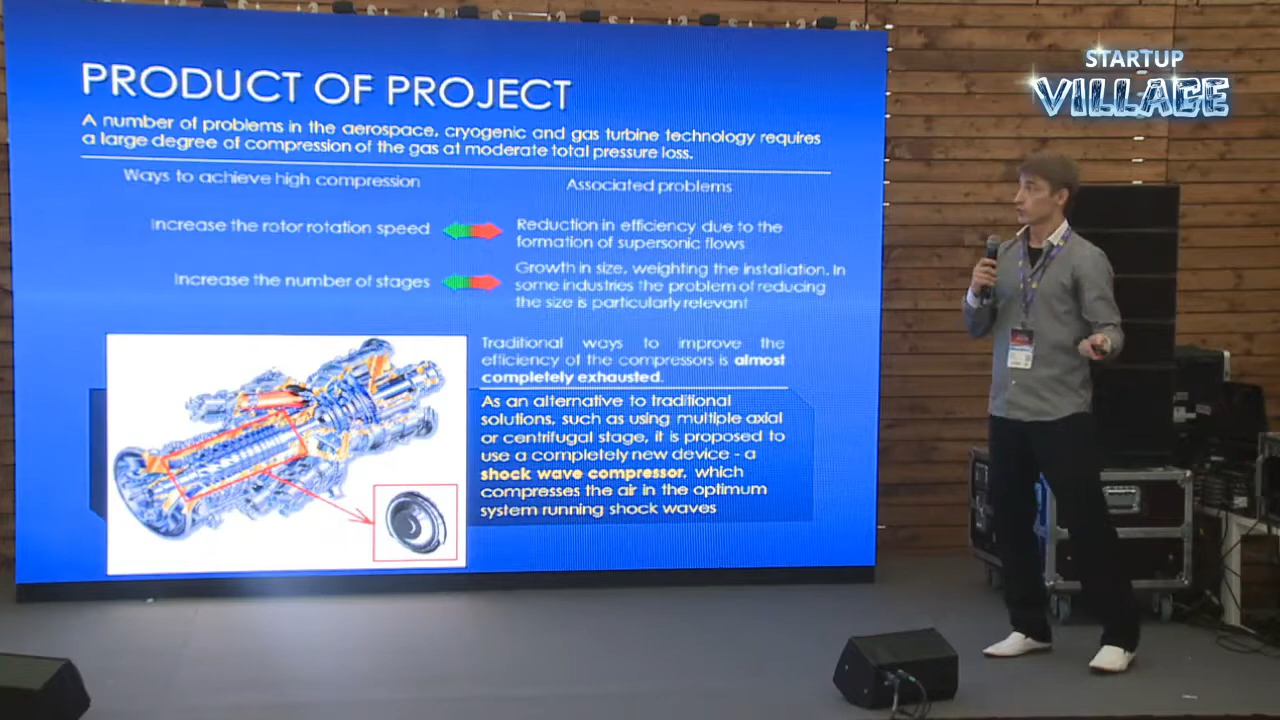 STARTUP
VILLAGE
PRODUCT OF PROJECT
A number of problems in the aerospace, cryogenic and gas turbine technology requires
a large degree of compression of the gas at moderate total pressure loss.
Ways to achieve high compression
Associated problems
Increase the rotor rotation speed
Reduction in efficiency due to the
formation of supersonic flows
Increase the number of stages
Growth in size, weighting the installation. In
some industries the problem of reducing
the size is particularly relevant
Traditional ways to improve the
efficiency of the compressors is almost
completely exhausted.
As an alternative to traditional
solutions, such as using multiple axial
or centrifugal stage, it is proposed to
use a completely new device - a
shock wave compressor, which
compresses the air in the optimum
system running shock waves